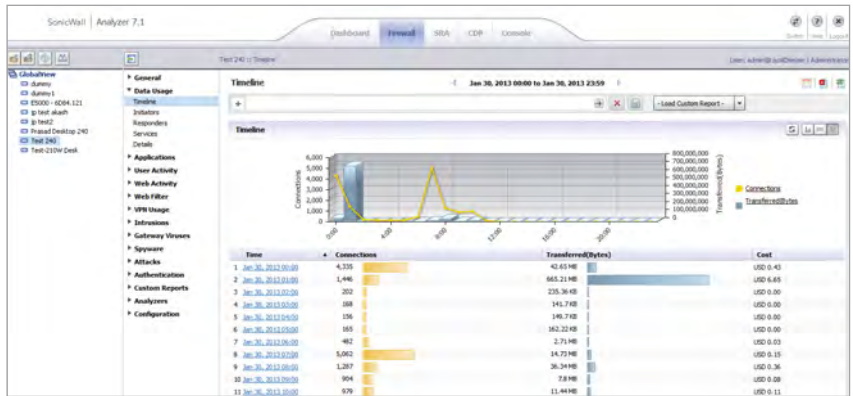 SonicWall | Analyzer 7.1
Dashboard Firewall SRA CDP Console
Test 240 :: Timeline
GlobalView
dummy
dummy1
E5000 - 6D84.121
jp test akash
jp test2
Prasad Desktop 240
Test 240
Test-210W Desk
General
Data Usage
Timeline
Initiators
Responders
Services
Details
Applications
User Activity
Web Activity
Web Filter
VPN Usage
Intrusions
Gateway Viruses
Spyware
Attacks
Authentication
Custom Reports
Analyzers
Configuration
Timeline
Jan 30, 2013 00:00 to Jan 30, 2013 23:59
+
- Load Custom Report -
Timeline
6,000
5,000
4,000
3,000
2,000
1,000
0
Connections
800,000,000
700,000,000
600,000,000
500,000,000
400,000,000
300,000,000
200,000,000
100,000,000
0
Transferred(Bytes)
0:00 4:00 8:00 12:00 16:00 20:00
Connections
TransferredBytes
Time Connections Transferred(Bytes) Cost
1 Jan 30, 2013 00:00 4,335 42.65 MB USD 0.43
2 Jan 30, 2013 01:00 1,446 665.21 MB USD 6.65
3 Jan 30, 2013 02:00 202 235.36 KB USD 0.00
4 Jan 30, 2013 03:00 168 141.7 KB USD 0.00
5 Jan 30, 2013 04:00 156 149.7 KB USD 0.00
6 Jan 30, 2013 05:00 165 162.22 KB USD 0.00
7 Jan 30, 2013 06:00 482 2.71 MB USD 0.03
8 Jan 30, 2013 07:00 5,062 14.73 MB USD 0.15
9 Jan 30, 2013 08:00 1,287 36.34 MB USD 0.36
10 Jan 30, 2013 09:00 904 7.8 MB USD 0.08
11 Jan 30, 2013 10:00 979 11.44 MB USD 0.11